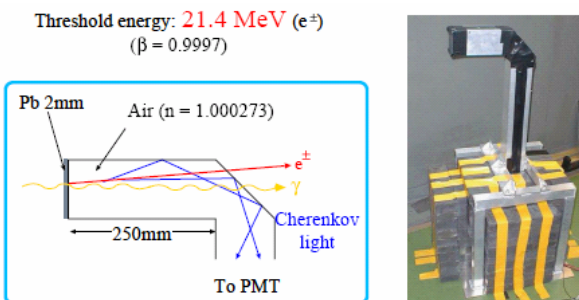 Threshold energy: 21.4 MeV (e±)
(β = 0.9997)
Pb 2mm
Air (n = 1.000273)
e±
γ
Cherenkov
light
250mm
To PMT